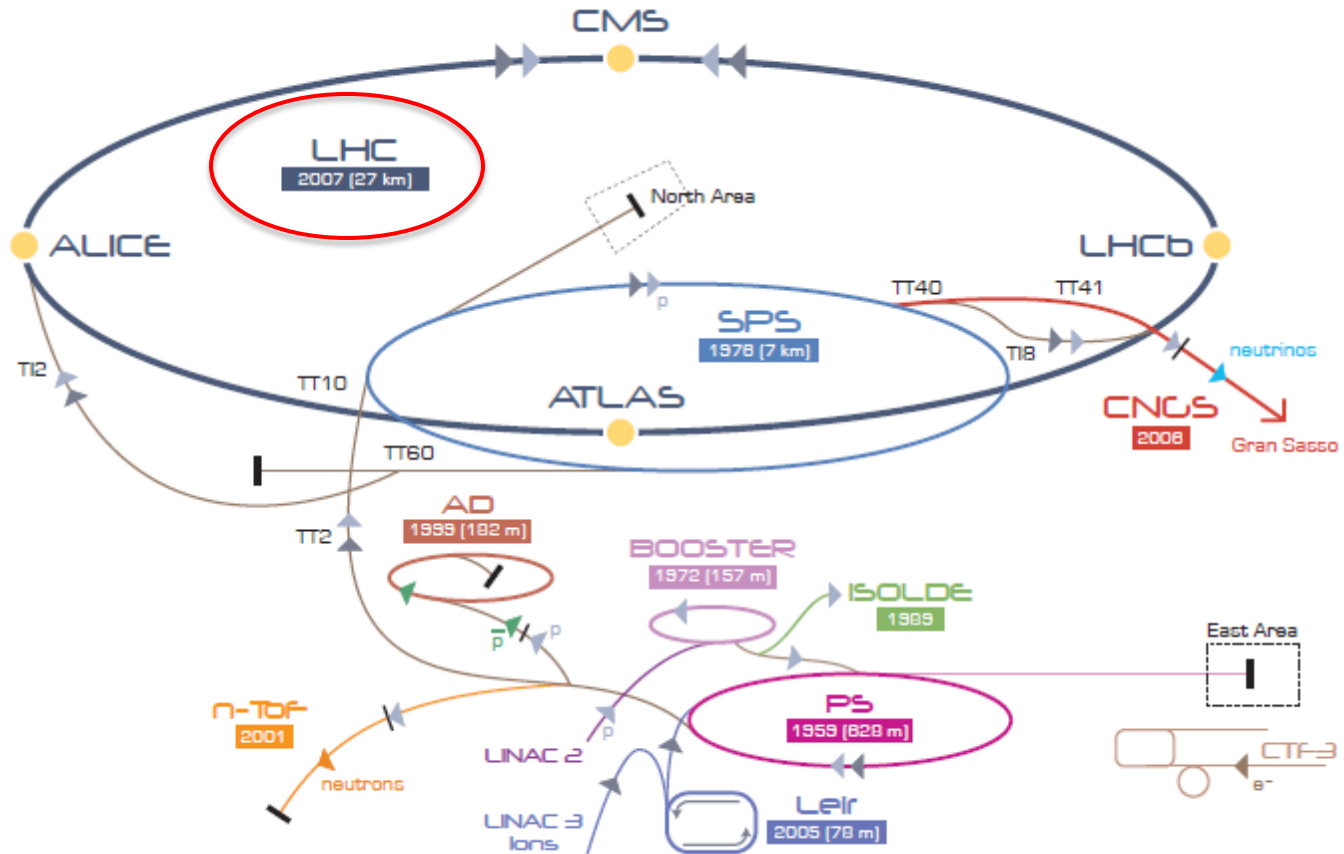 CMS
LHC
2007 (27 km)
North Area
ALICE
LHCb
TT40
TT41
SPS
1976 (7 km)
p
TI8
TI2
TT10
ATLAS
neutrinos
CNGS
2006
Gran Sasso
TT60
AD
1999 (182 m)
TT2
BOOSTER
1972 (157 m)
ISOLDE
1989
p
p
East Area
n-ToF
2001
PS
1959 (628 m)
p
LINAC 2
neutrons
CTF-3
e-
LINAC 3
Ions
Leir
2005 (78 m)